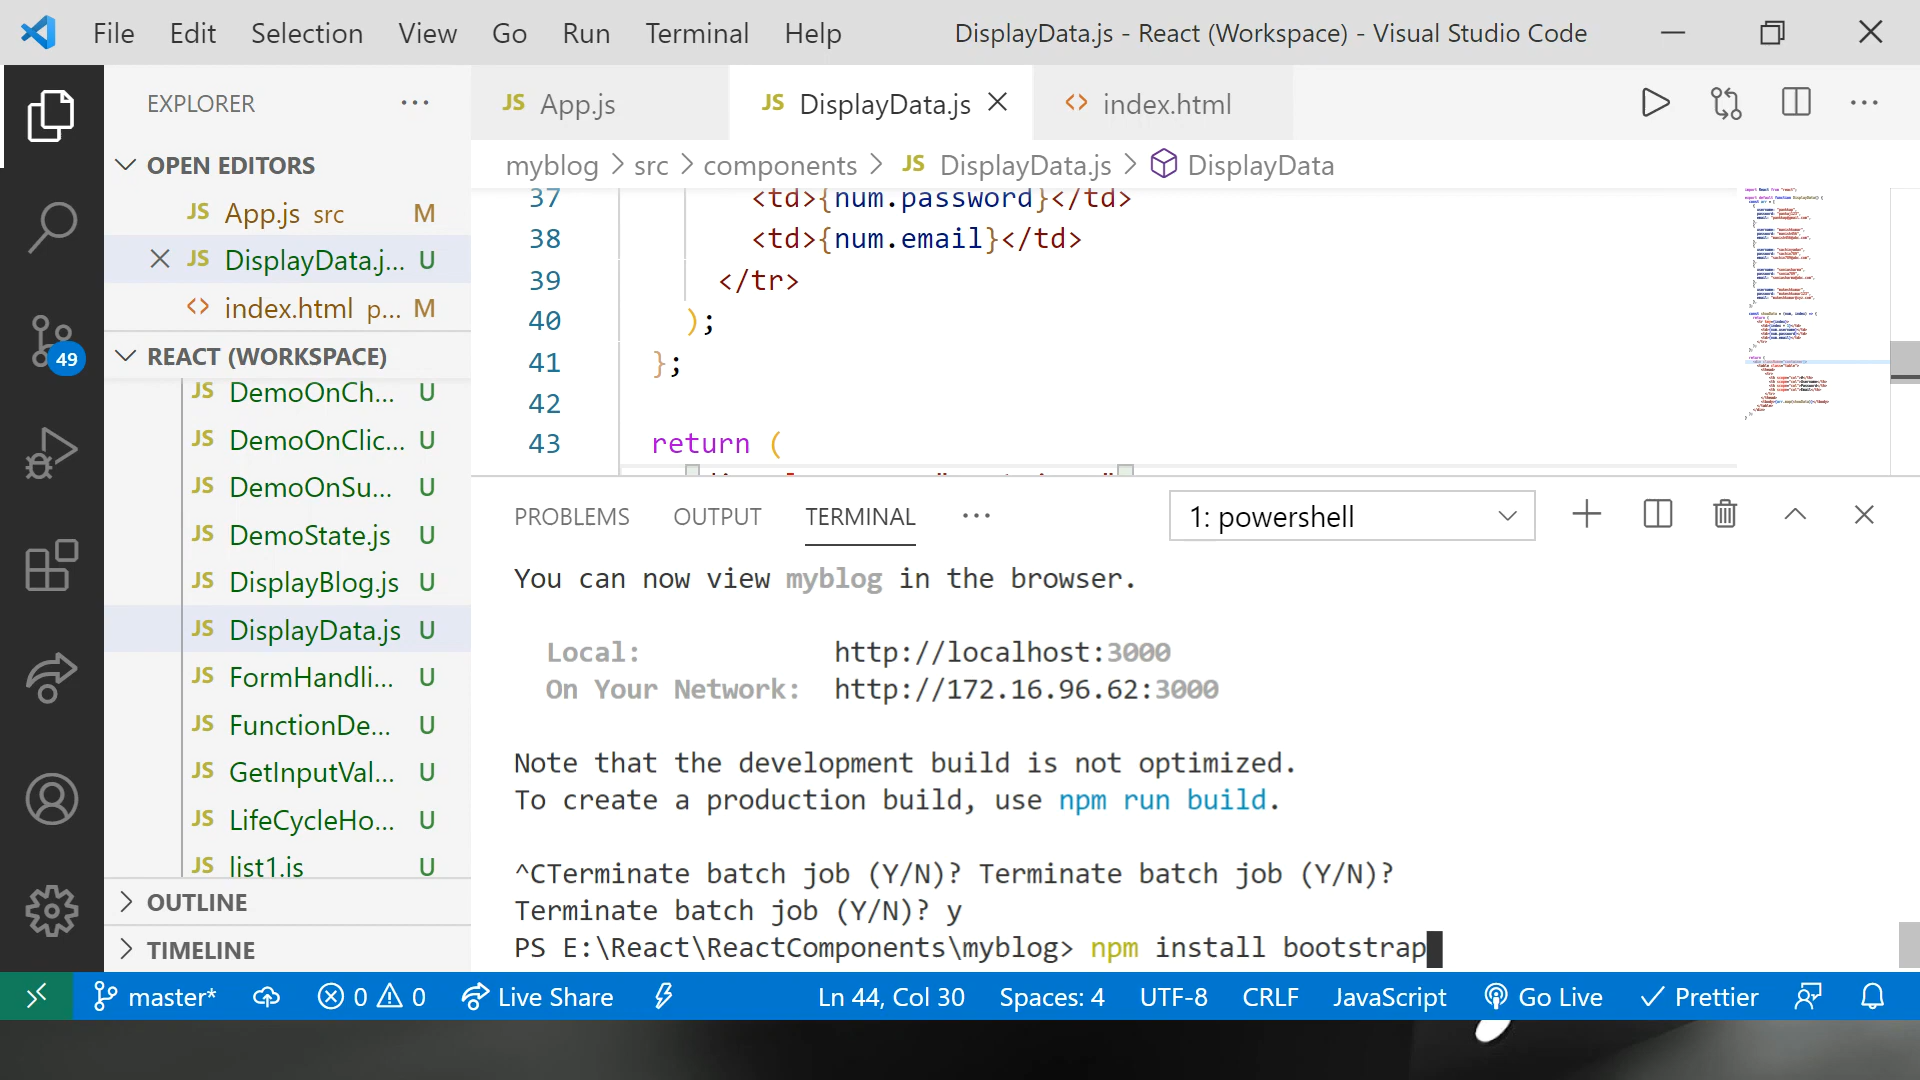 File Edit Selection View Go Run Terminal Help DisplayData.js - React (Workspace) - Visual Studio Code
EXPLORER
JS App.js JS DisplayData.js index.html
OPEN EDITORS
myblog > src > components > JS DisplayData.js > DisplayData
JS App.js src M
JS DisplayData.j... U
index.html p... M
REACT (WORKSPACE)
JS DemoOnCh... U
JS DemoOnClic... U
JS DemoOnSu... U
JS DemoState.js U
JS DisplayBlog.js U
JS DisplayData.js U
JS FormHandli... U
JS FunctionDe... U
JS GetInputVal... U
JS LifeCycleHo... U
JS list1.js U
OUTLINE
TIMELINE
49
37 <td>{num.password}</td>
38 <td>{num.email}</td>
39 </tr>
40 );
41 };
42
43 return (
PROBLEMS OUTPUT TERMINAL ... 1: powershell
You can now view myblog in the browser.
Local: http://localhost:3000
On Your Network: http://172.16.96.62:3000
Note that the development build is not optimized.
To create a production build, use npm run build.
^CTerminate batch job (Y/N)? Terminate batch job (Y/N)?
Terminate batch job (Y/N)? y
PS E:\React\ReactComponents\myblog> npm install bootstrap
master* 0 0 Live Share Ln 44, Col 30 Spaces: 4 UTF-8 CRLF JavaScript Go Live Prettier